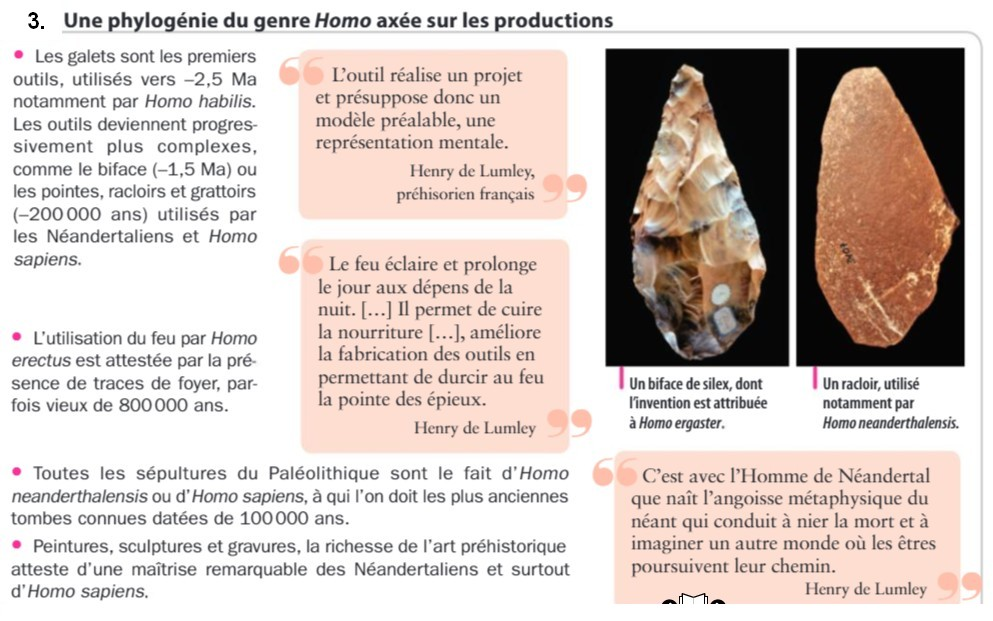 3. Une phylogénie du genre Homo axée sur les productions
• Les galets sont les premiers
outils, utilisés vers –2,5 Ma
notamment par Homo habilis.
Les outils deviennent progres-
sivement plus complexes,
comme le biface (–1,5 Ma) ou
les pointes, racloirs et grattoirs
(–200 000 ans) utilisés par
les Néandertaliens et Homo
sapiens.
• L'utilisation du feu par Homo
erectus est attestée par la pré-
sence de traces de foyer, par-
fois vieux de 800 000 ans.
• Toutes les sépultures du Paléolithique sont le fait d'Homo
neanderthalensis ou d'Homo sapiens, à qui l'on doit les plus anciennes
tombes connues datées de 100 000 ans.
• Peintures, sculptures et gravures, la richesse de l'art préhistorique
atteste d'une maîtrise remarquable des Néandertaliens et surtout
d'Homo sapiens.
“ L'outil réalise un projet
et présuppose donc un
modèle préalable, une
représentation mentale.
Henry de Lumley,
préhisorien français ”
“ Le feu éclaire et prolonge
le jour aux dépens de la
nuit. [...] Il permet de cuire
la nourriture [...], améliore
la fabrication des outils en
permettant de durcir au feu
la pointe des épieux.
Henry de Lumley ”
Un biface de silex, dont
l'invention est attribuée
à Homo ergaster.
Un racloir, utilisé
notamment par
Homo neanderthalensis.
“ C'est avec l'Homme de Néandertal
que naît l'angoisse métaphysique du
néant qui conduit à nier la mort et à
imaginer un autre monde où les êtres
poursuivent leur chemin.
Henry de Lumley ”